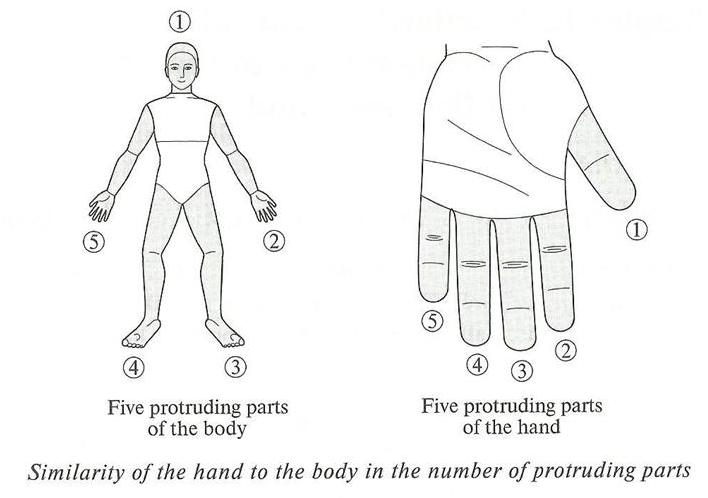 ①
⑤
②
④
③
Five protruding parts
of the body
①
⑤
④
③
②
Five protruding parts
of the hand
Similarity of the hand to the body in the number of protruding parts